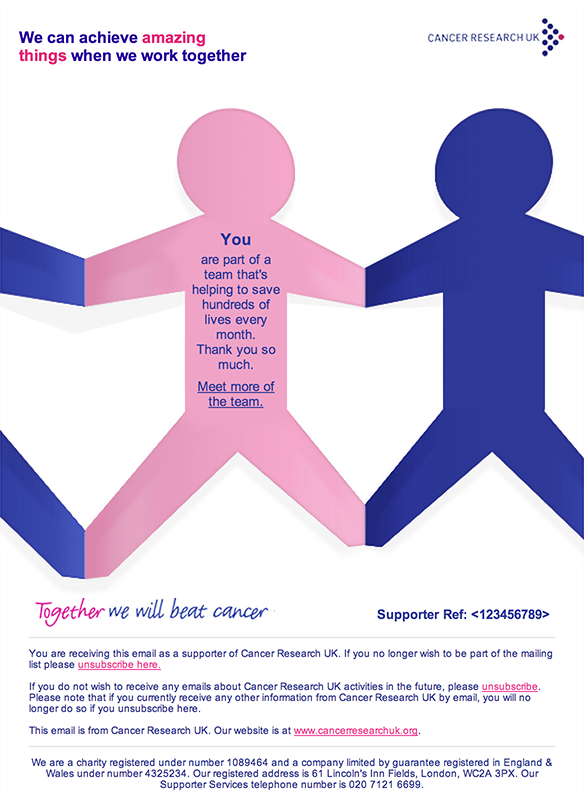 We can achieve amazing
things when we work together
CANCER RESEARCH UK
You
are part of a
team that's
helping to save
hundreds of
lives every
month.
Thank you so
much.
Meet more of
the team.
Together we will beat cancer
Supporter Ref: <123456789>
You are receiving this email as a supporter of Cancer Research UK. If you no longer wish to be part of the mailing
list please unsubscribe here.
If you do not wish to receive any emails about Cancer Research UK activities in the future, please unsubscribe.
Please note that if you currently receive any other information from Cancer Research UK by email, you will no
longer do so if you unsubscribe here.
This email is from Cancer Research UK. Our website is at www.cancerresearchuk.org.
We are a charity registered under number 1089464 and a company limited by guarantee registered in England &
Wales under number 4325234. Our registered address is 61 Lincoln's Inn Fields, London, WC2A 3PX. Our
Supporter Services telephone number is 020 7121 6699.